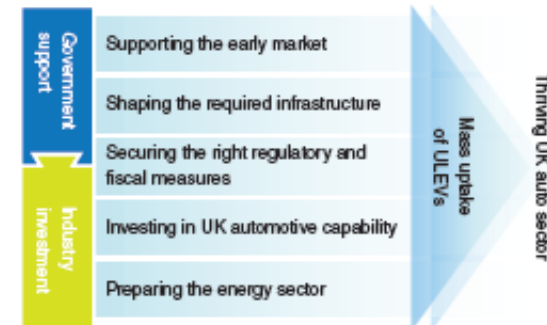 Government
support
Industry
investment
Supporting the early market
Shaping the required infrastructure
Securing the right regulatory and
fiscal measures
Investing in UK automotive capability
Preparing the energy sector
Mass uptake
of ULEVs
Thriving UK auto sector